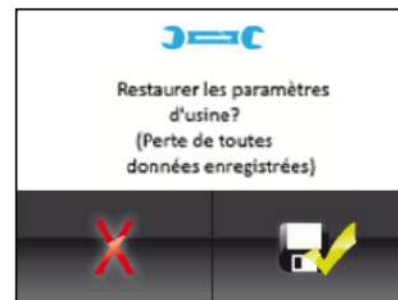 Restaurer les paramètres
d'usine?
(Perte de toutes
données enregistrées)